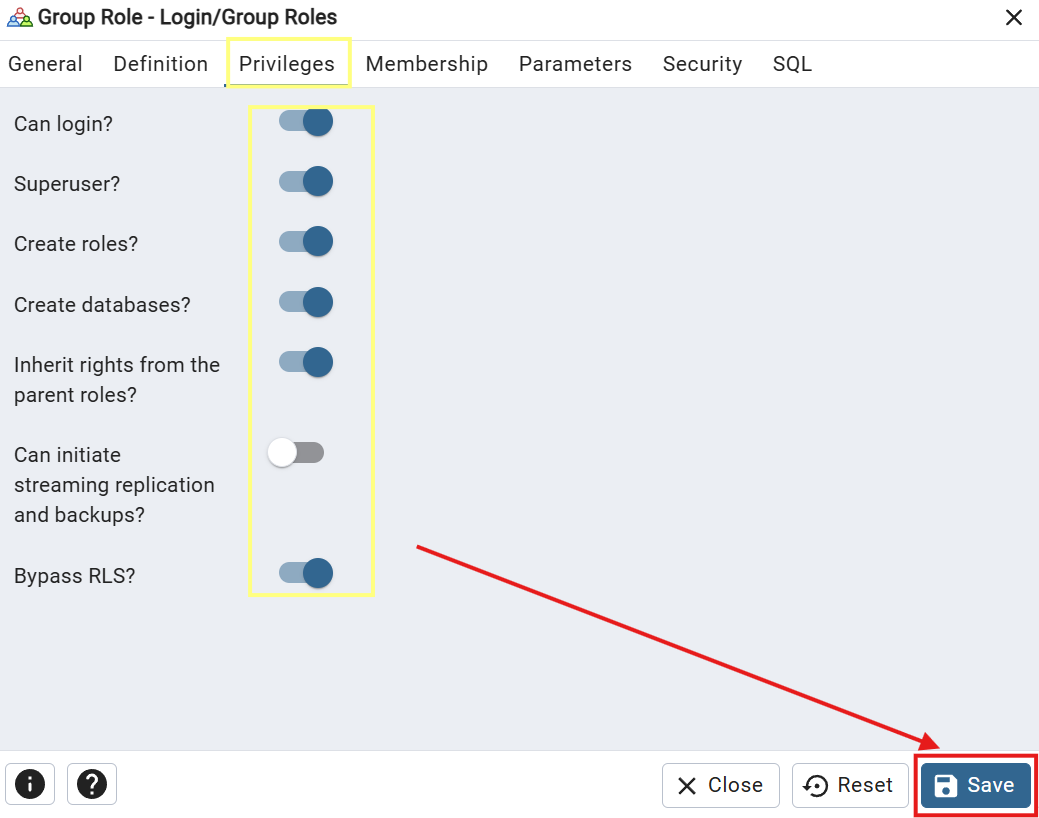 Group Role - Login/Group Roles
General Definition Privileges Membership Parameters Security SQL
Can login?
Superuser?
Create roles?
Create databases?
Inherit rights from the
parent roles?
Can initiate
streaming replication
and backups?
Bypass RLS?
Close Reset Save